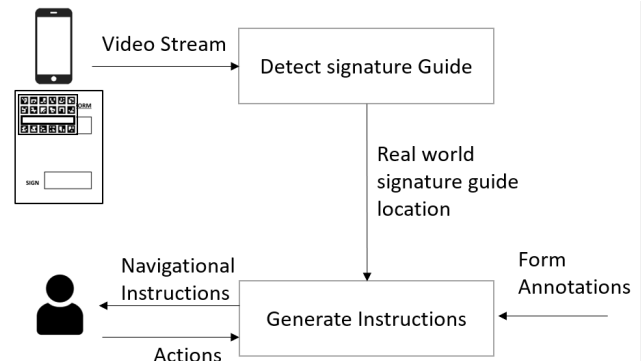 Video Stream
Detect signature Guide
ORM
SIGN
Real world
signature guide
location
Navigational
Instructions
Form
Annotations
Generate Instructions
Actions